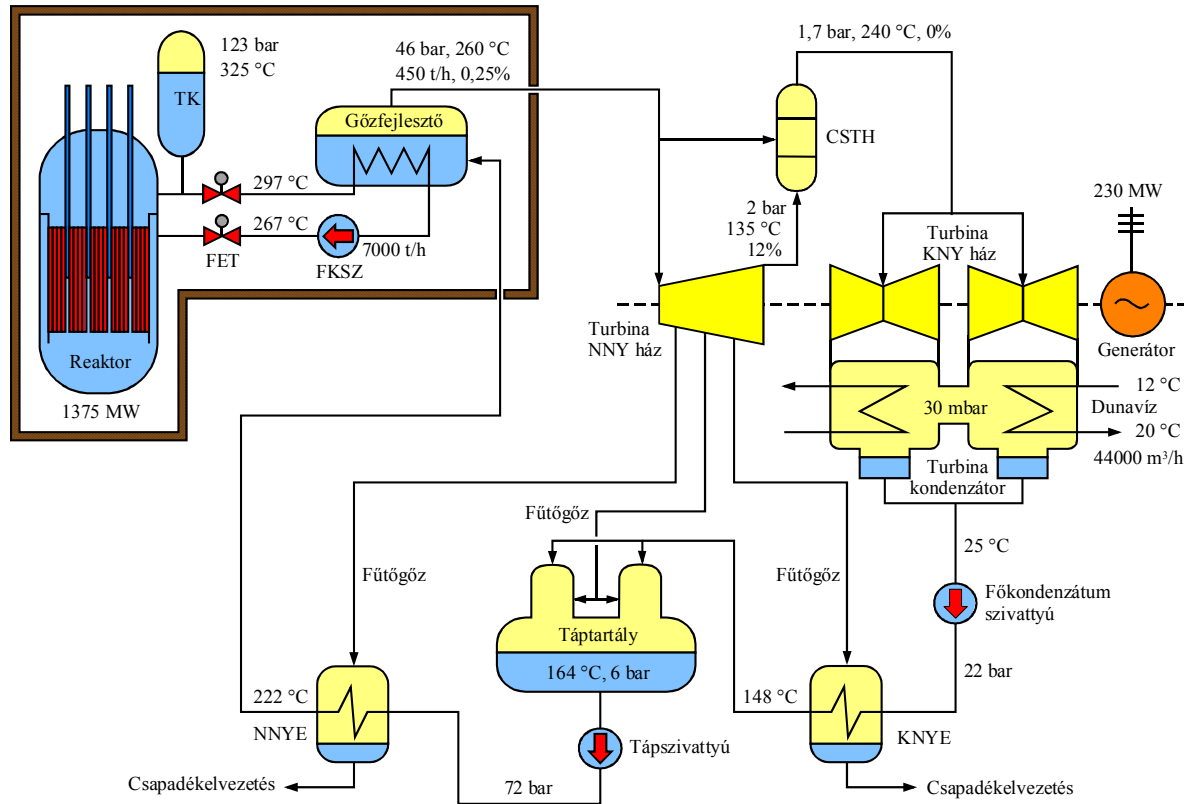 123 bar
325 °C
TK
46 bar, 260 °C
450 t/h, 0,25%
Gőzfejlesztő
297 °C
267 °C
7000 t/h
FET
FKSZ
Reaktor
1375 MW
1,7 bar, 240 °C, 0%
CSTH
2 bar
135 °C
12%
Turbina
KNY ház
230 MW
Turbina
NNY ház
Generátor
30 mbar
12 °C
Dunavíz
20 °C
44000 m³/h
Turbina
kondenzátor
25 °C
Főkondenzátum
szivattyú
22 bar
Fűtőgőz
Fűtőgőz
Fűtőgőz
Táptartály
164 °C, 6 bar
222 °C
NNYE
148 °C
KNYE
Tápszivattyú
72 bar
Csapadékelvezetés
Csapadékelvezetés